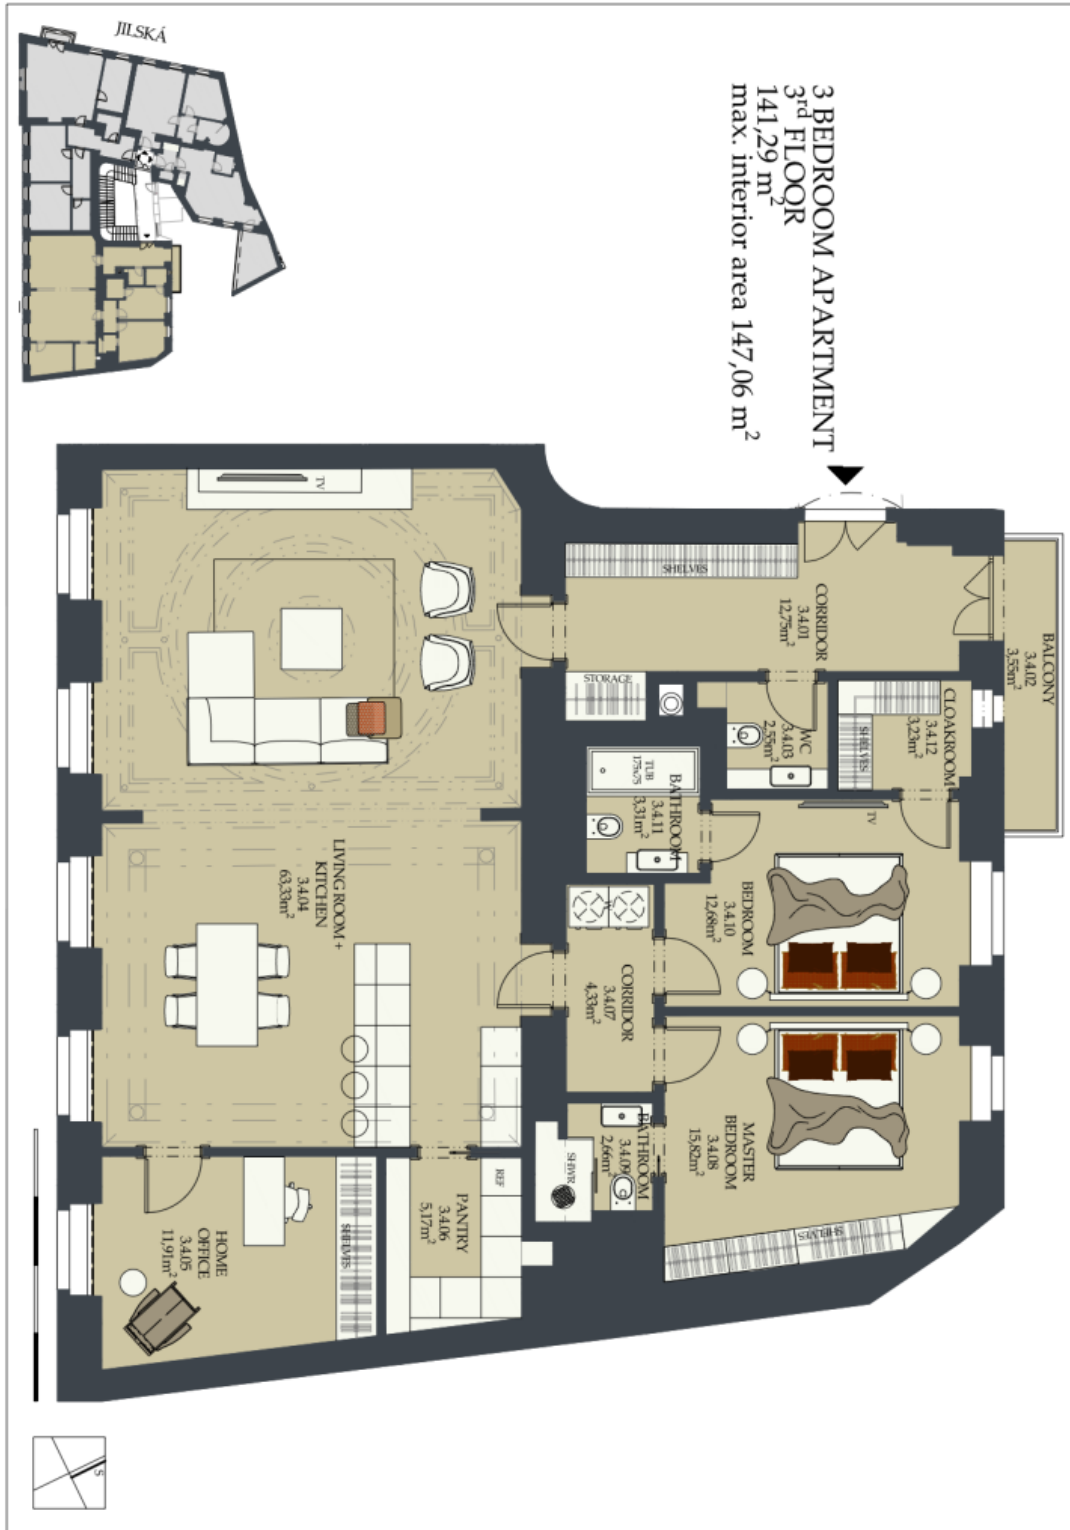 JILSKÁ
3 BEDROOM APARTMENT
3rd FLOOR
141,29 m²
max. interior area 147,06 m²
BALCONY
3.4.02
3,55m²
CORRIDOR
3.4.01
12,75m²
SHELVES
TV
STORAGE
WC
3.4.03
2,55m²
CLOAKROOM
3.4.12
3,23m²
SHELVES
TUB
175x75
BATHROOM
3.4.11
3,31m²
TV
BEDROOM
3.4.10
12,68m²
LIVING ROOM +
KITCHEN
3.4.04
63,33m²
CORRIDOR
3.4.07
4,33m²
MASTER
BEDROOM
3.4.08
15,82m²
BATHROOM
3.4.09
2,66m²
SHWR
SHELVES
REF
PANTRY
3.4.06
5,17m²
SHELVES
HOME
OFFICE
3.4.05
11,91m²
S